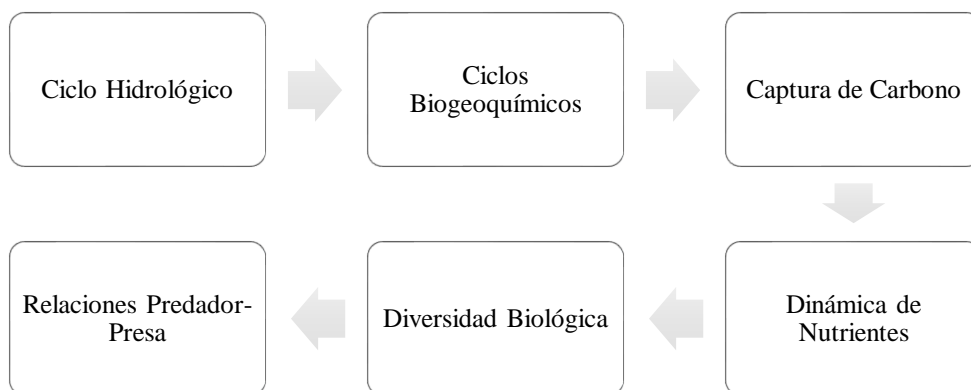 Ciclo Hidrológico
Ciclos
Biogeoquímicos
Captura de Carbono
Dinámica de
Nutrientes
Diversidad Biológica
Relaciones Predador-
Presa